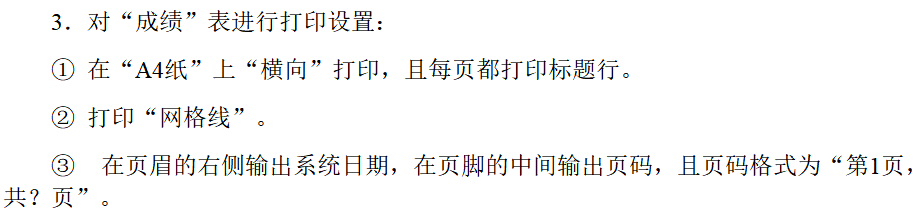 3．对“成绩”表进行打印设置：
① 在“A4纸”上“横向”打印，且每页都打印标题行。
② 打印“网格线”。
③ 在页眉的右侧输出系统日期，在页脚的中间输出页码，且页码格式为“第1页，
共？页”。